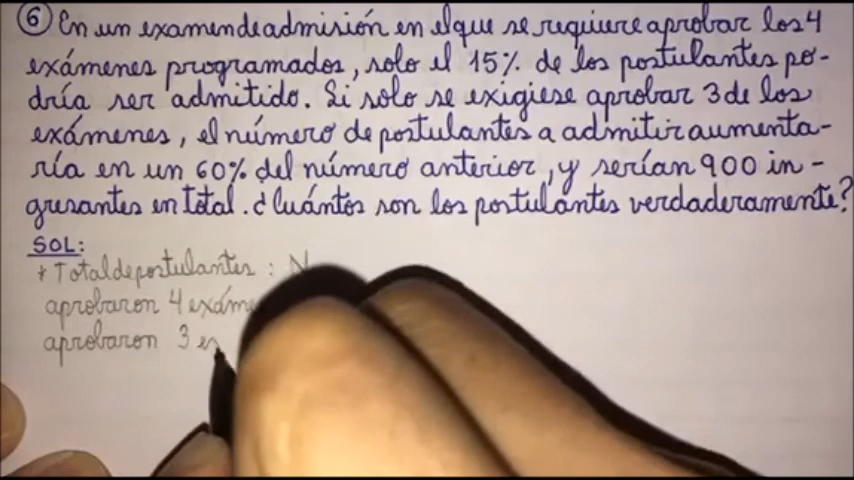 6 En un examen de admisión en el que se requiere aprobar los 4
exámenes programados, solo el 15% de los postulantes po-
dría ser admitido. Si solo se exigiese aprobar 3 de los
exámenes, el número de postulantes a admitir aumenta-
ría en un 60% del número anterior, y serían 900 in-
gresantes en total. ¿Cuántos son los postulantes verdaderamente?
SOL:
* Total de postulantes : N
aprobaron 4
aprobaron 3